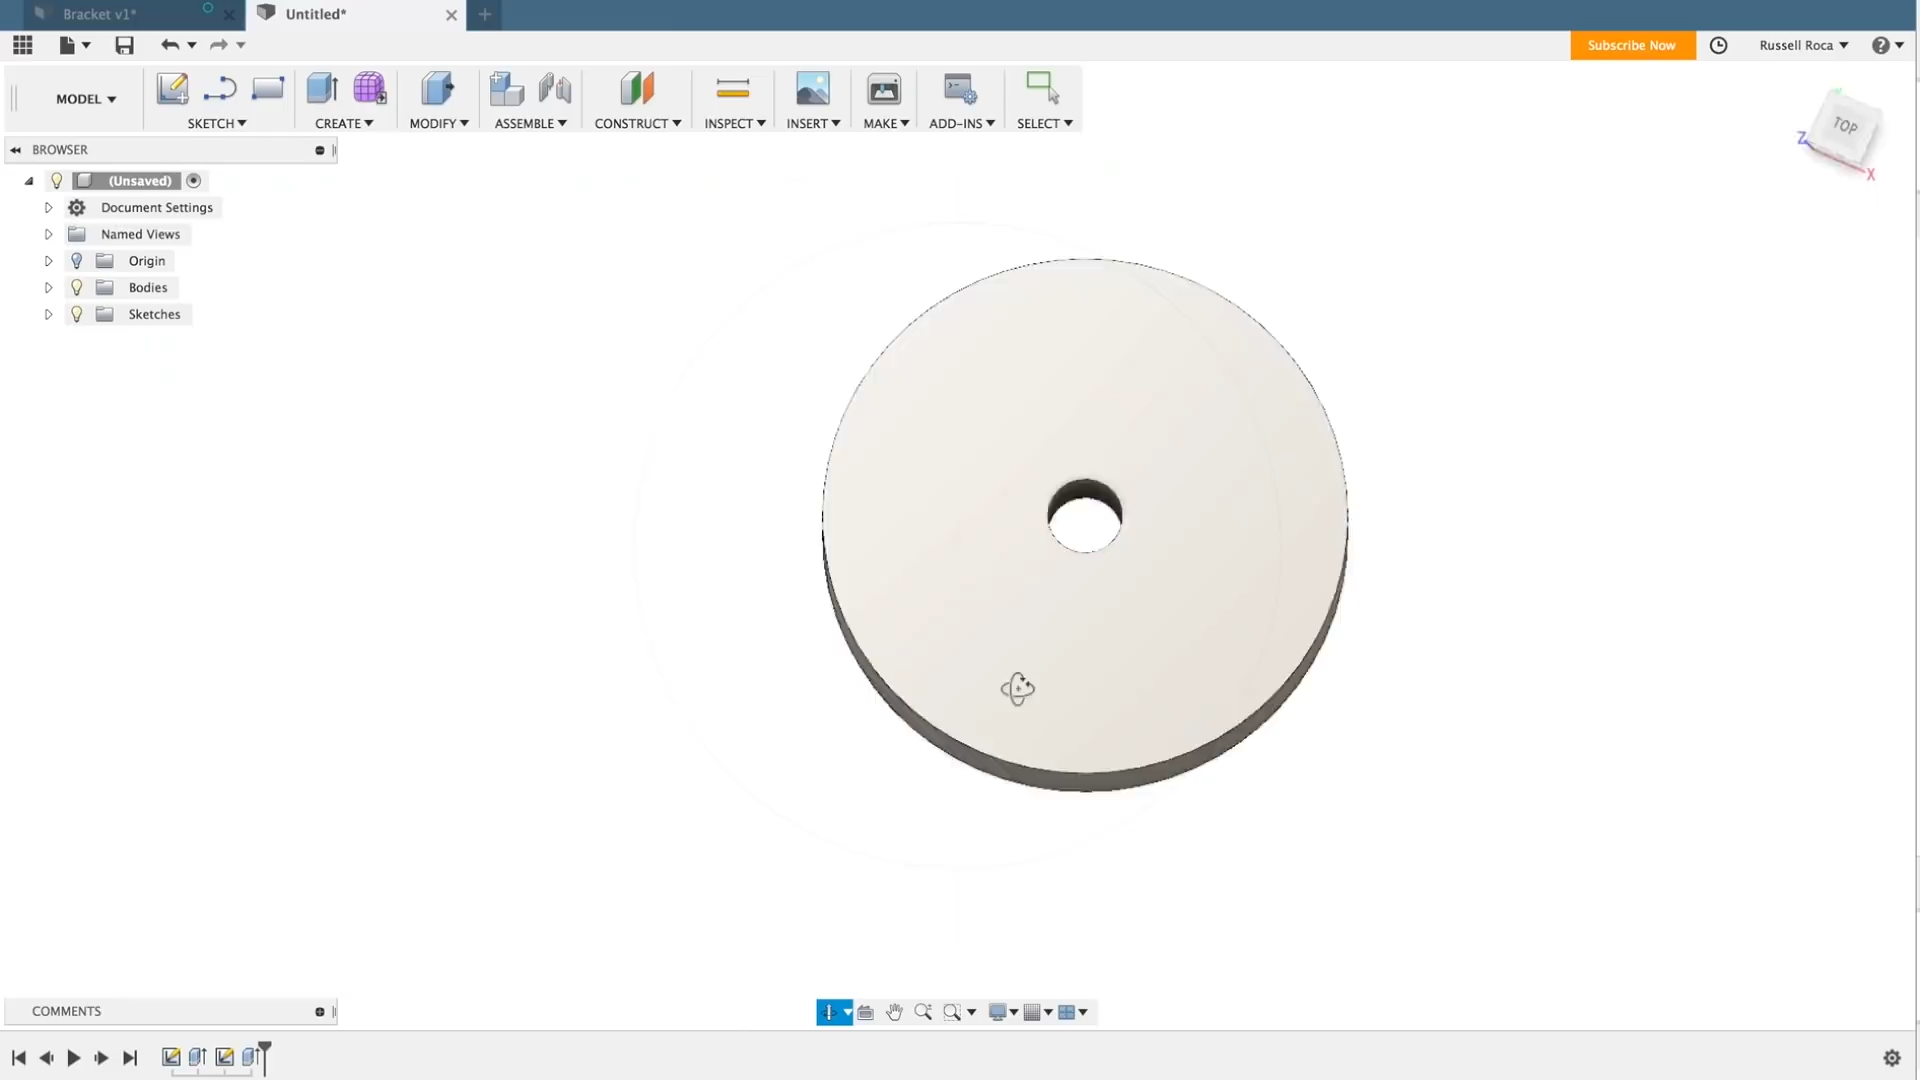 Bracket v1*
Untitled*
Subscribe Now
Russell Roca
MODEL
SKETCH
CREATE
MODIFY
ASSEMBLE
CONSTRUCT
INSPECT
INSERT
MAKE
ADD-INS
SELECT
TOP
Z
X
BROWSER
(Unsaved)
Document Settings
Named Views
Origin
Bodies
Sketches
COMMENTS